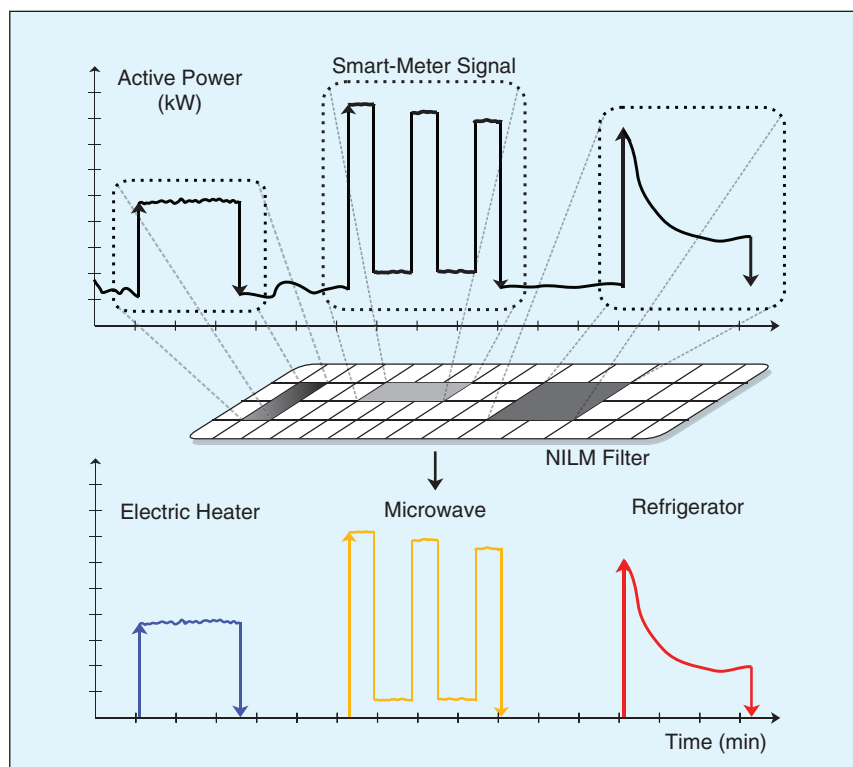 Smart-Meter Signal
Active Power
(kW)
NILM Filter
Electric Heater
Microwave
Refrigerator
Time (min)